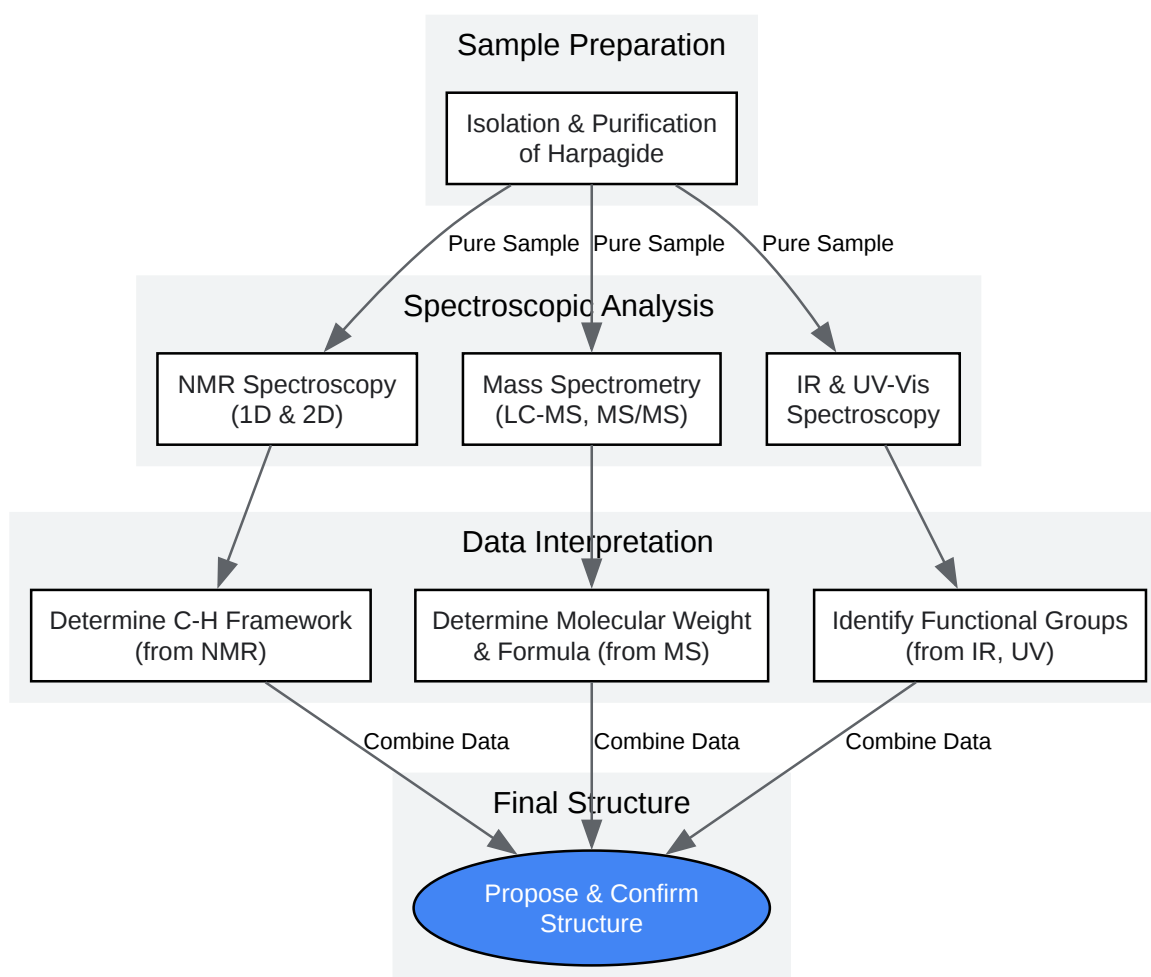 Sample Preparation
Isolation & Purification
of Harpagide
Pure Sample
Pure Sample
Pure Sample
Spectroscopic Analysis
NMR Spectroscopy
(1D & 2D)
Mass Spectrometry
(LC-MS, MS/MS)
IR & UV-Vis
Spectroscopy
Data Interpretation
Determine C-H Framework
(from NMR)
Determine Molecular Weight
& Formula (from MS)
Identify Functional Groups
(from IR, UV)
Combine Data
Combine Data
Combine Data
Final Structure
Propose & Confirm
Structure